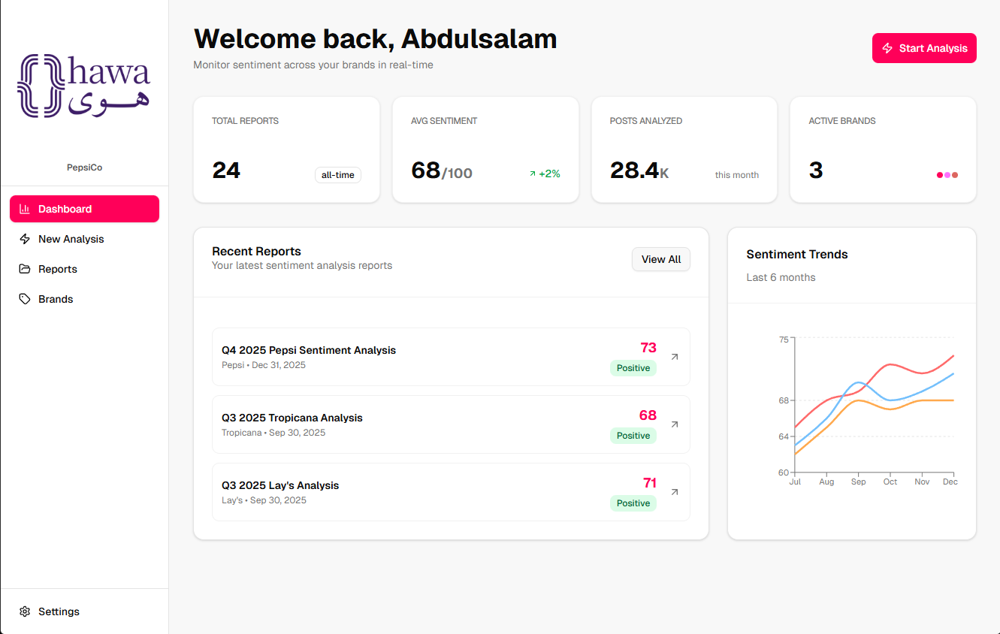 hawa
هوى
PepsiCo
Dashboard
New Analysis
Reports
Brands
Settings
Welcome back, Abdulsalam
Monitor sentiment across your brands in real-time
Start Analysis
TOTAL REPORTS
24
all-time
AVG SENTIMENT
68/100
+2%
POSTS ANALYZED
28.4K
this month
ACTIVE BRANDS
3
Recent Reports
Your latest sentiment analysis reports
View All
Q4 2025 Pepsi Sentiment Analysis
Pepsi • Dec 31, 2025
73
Positive
Q3 2025 Tropicana Analysis
Tropicana • Sep 30, 2025
68
Positive
Q3 2025 Lay's Analysis
Lay's • Sep 30, 2025
71
Positive
Sentiment Trends
Last 6 months
75
68
64
60
Jul Aug Sep Oct Nov Dec